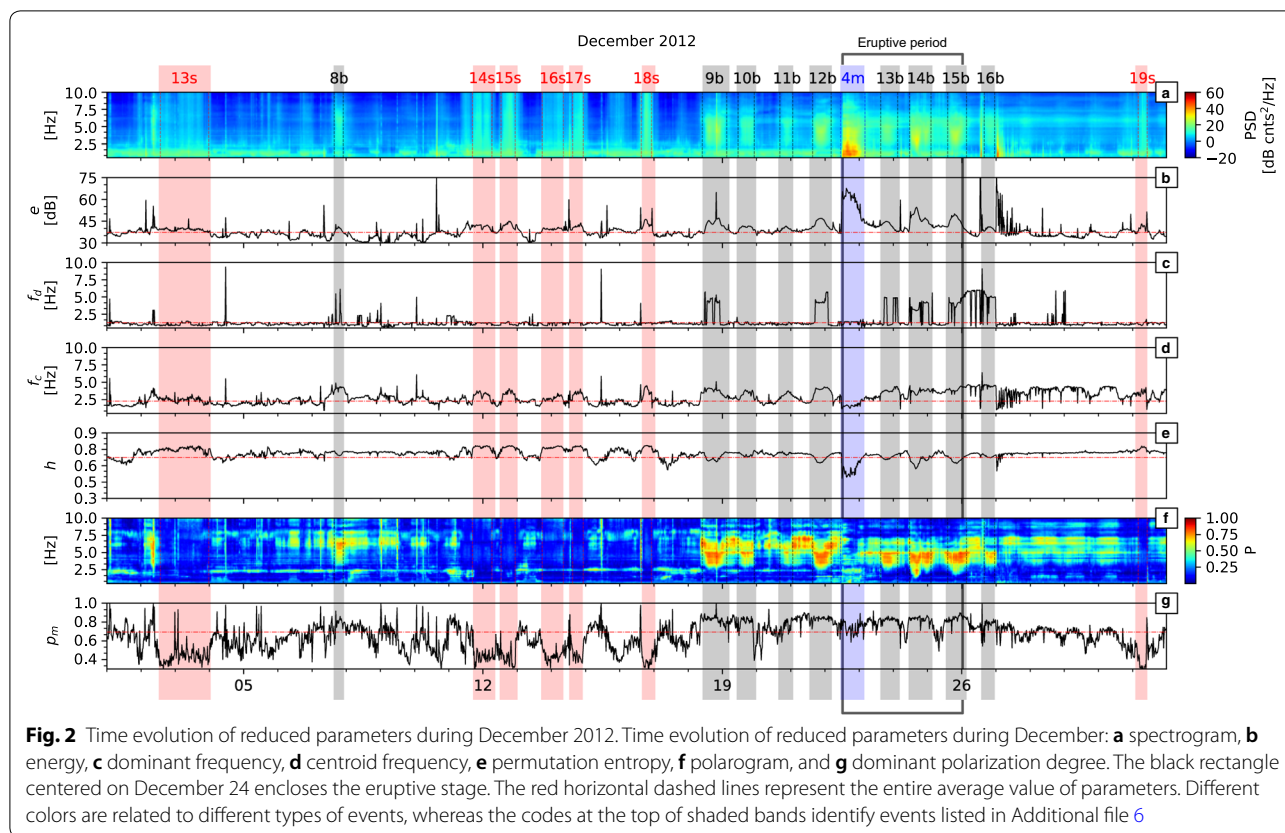 December 2012
Eruptive period
13s 8b 14s 15s 16s 17s 18s 9b 10b 11b 12b 4m 13b 14b 15b 16b 19s
10.0
7.5
5.0
2.5
[Hz]
a
60
40
20
0
−20
PSD
[dB cnts²/Hz]
75
60
45
30
e
[dB]
b
10.0
7.5
5.0
2.5
f_d
[Hz]
c
10.0
7.5
5.0
2.5
f_c
[Hz]
d
0.9
0.8
0.6
0.5
0.3
h
e
10.0
7.5
5.0
2.5
[Hz]
f
1.00
0.75
0.50
0.25
P
1.0
0.8
0.6
0.4
p_m
g
05 12 19 26
Fig. 2 Time evolution of reduced parameters during December 2012. Time evolution of reduced parameters during December: a spectrogram, b
energy, c dominant frequency, d centroid frequency, e permutation entropy, f polarogram, and g dominant polarization degree. The black rectangle
centered on December 24 encloses the eruptive stage. The red horizontal dashed lines represent the entire average value of parameters. Different
colors are related to different types of events, whereas the codes at the top of shaded bands identify events listed in Additional file 6